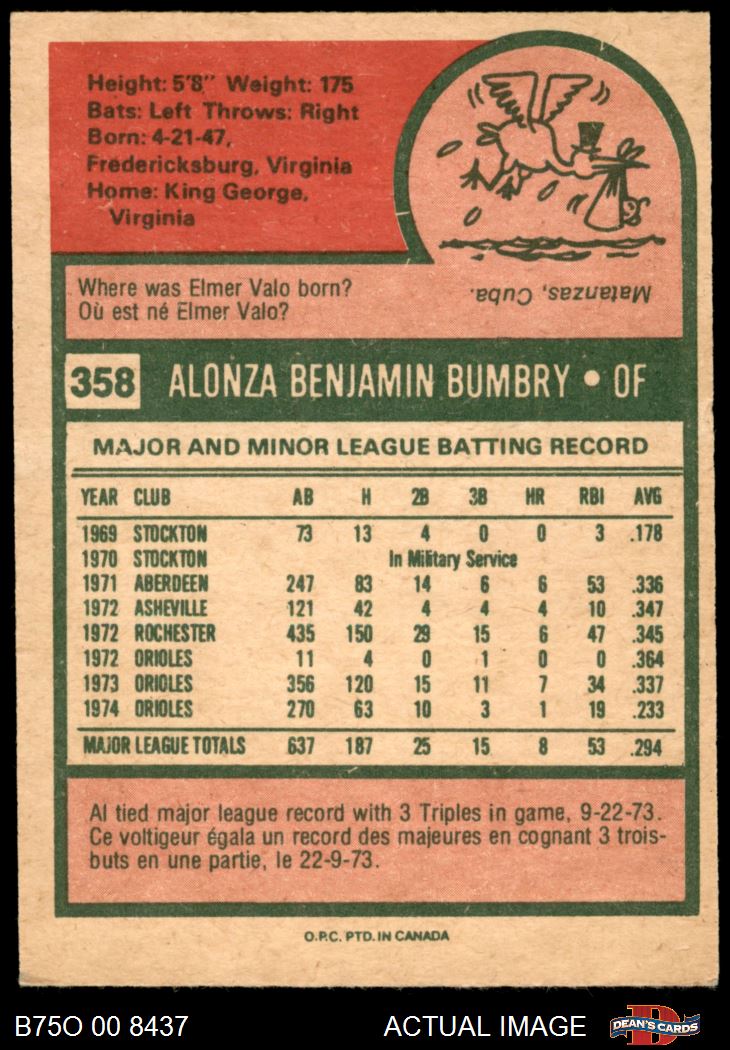 Height: 5'8" Weight: 175
Bats: Left Throws: Right
Born: 4-21-47,
Fredericksburg, Virginia
Home: King George,
Virginia
Where was Elmer Valo born?
Où est né Elmer Valo?
Matanzas, Cuba.
358 ALONZA BENJAMIN BUMBRY • OF
MAJOR AND MINOR LEAGUE BATTING RECORD
YEAR CLUB AB H 2B 3B HR RBI AVG
1969 STOCKTON 73 13 4 0 0 3 .178
1970 STOCKTON In Military Service
1971 ABERDEEN 247 83 14 6 6 53 .336
1972 ASHEVILLE 121 42 4 4 4 10 .347
1972 ROCHESTER 435 150 29 15 6 47 .345
1972 ORIOLES 11 4 0 1 0 0 .364
1973 ORIOLES 356 120 15 11 7 34 .337
1974 ORIOLES 270 63 10 3 1 19 .233
MAJOR LEAGUE TOTALS 637 187 25 15 8 53 .294
Al tied major league record with 3 Triples in game, 9-22-73.
Ce voltigeur égala un record des majeures en cognant 3 trois-
buts en une partie, le 22-9-73.
O.P.C. PTD. IN CANADA
B75O 00 8437 ACTUAL IMAGE DEAN'S CARDS